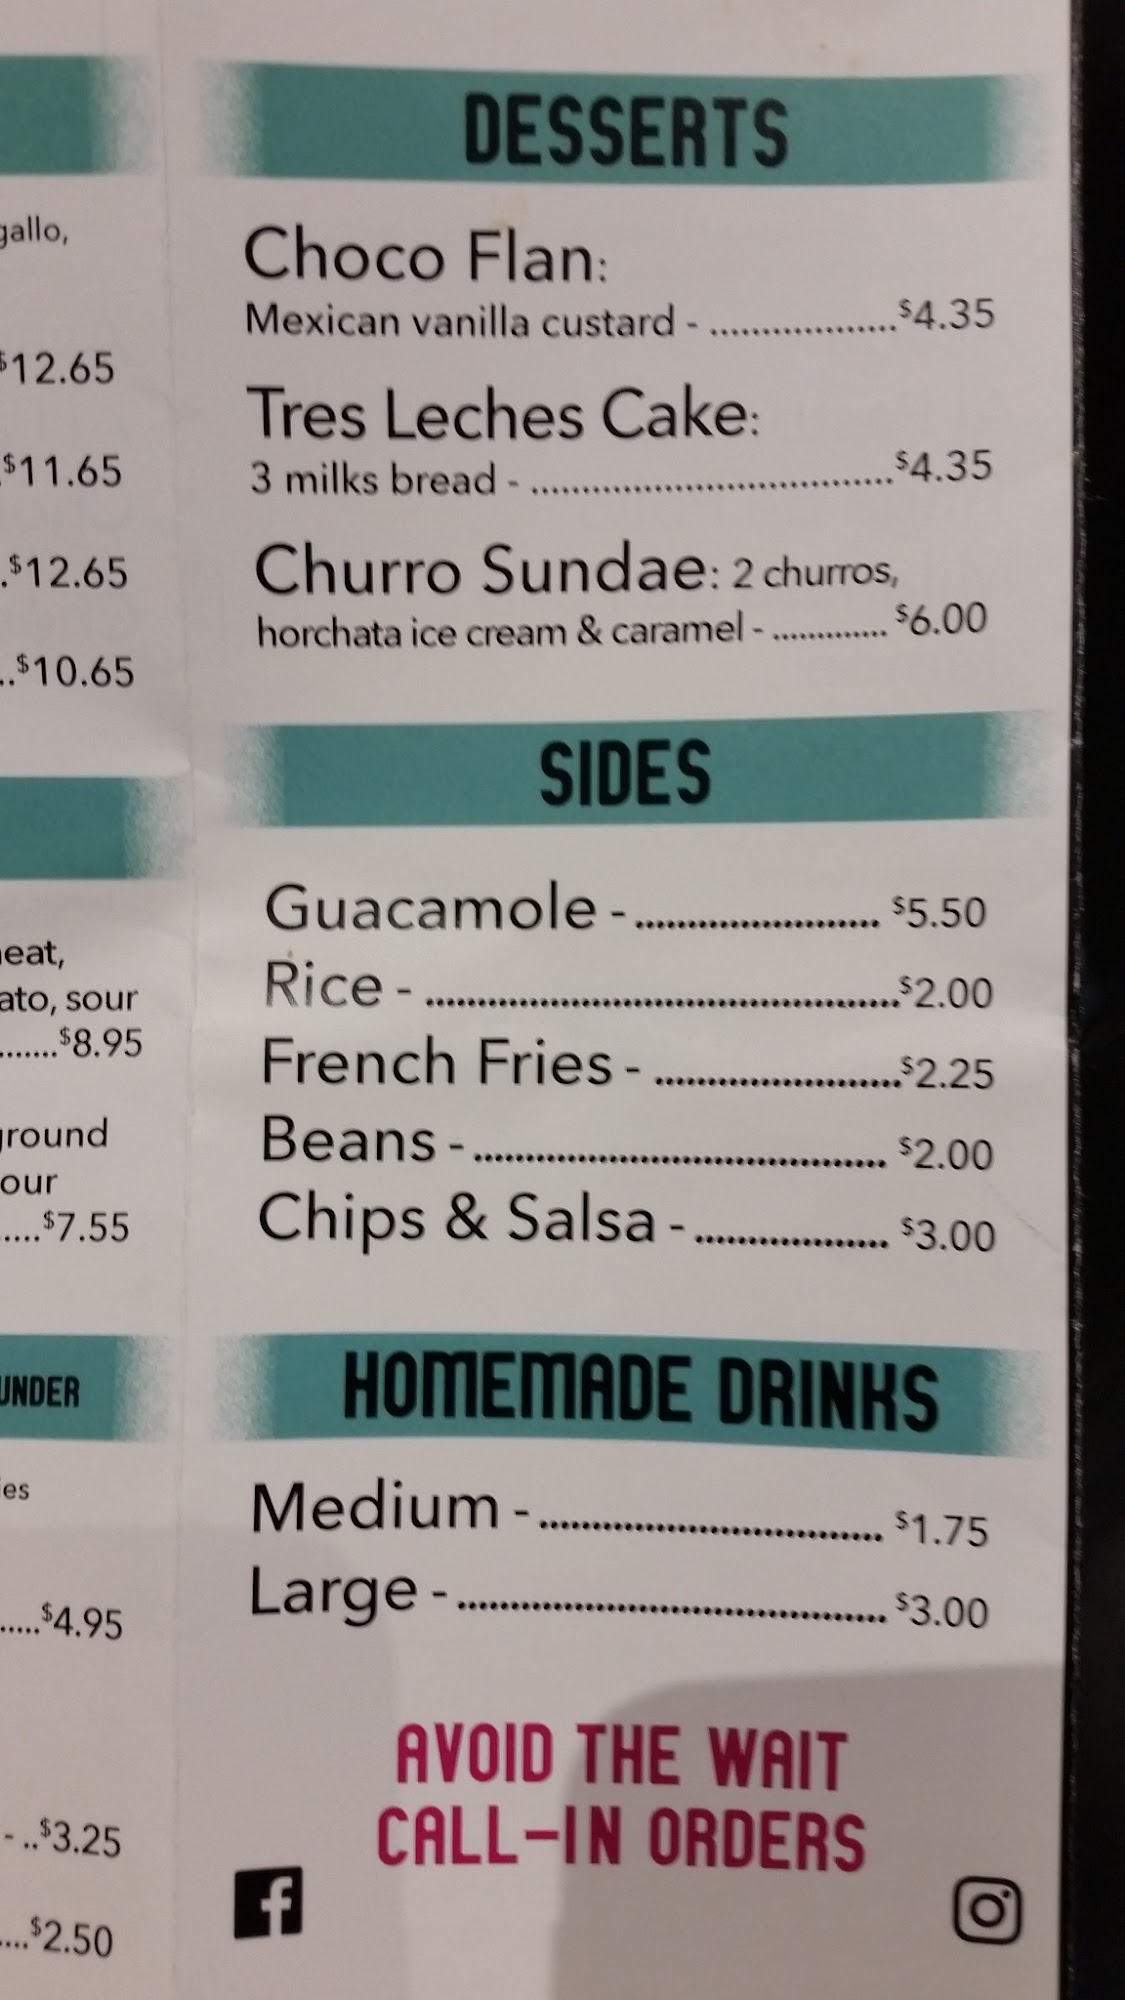 gallo,
$12.65
.$11.65
.$12.65
..$10.65
ato, sour
.......$8.95
our
.....$7.55
UNDER
.....$4.95
- ..$3.25
....$2.50
DESSERTS
Choco Flan:
Mexican vanilla custard - ..................$4.35
Tres Leches Cake:
3 milks bread - ...................................$4.35
Churro Sundae: 2 churros,
horchata ice cream & caramel - ............. $6.00
SIDES
Guacamole -........................ $5.50
Rice - ..............................................$2.00
French Fries - ........................$2.25
Beans -........................................ $2.00
Chips & Salsa -................... $3.00
HOMEMADE DRINKS
Medium -................................. $1.75
Large -......................................... $3.00
AVOID THE WAIT
CALL-IN ORDERS